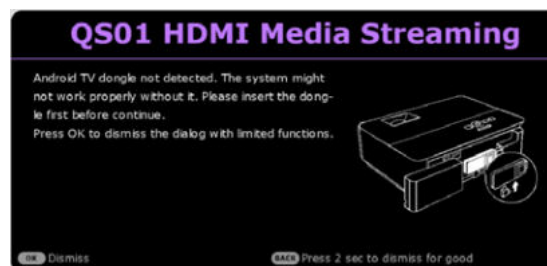 QS01 HDMI Media Streaming
Android TV dongle not detected. The system might
not work properly without it. Please insert the dong-
le first before continue.
Press OK to dismiss the dialog with limited functions.
OK Dismiss
BACK Press 2 sec to dismiss for good